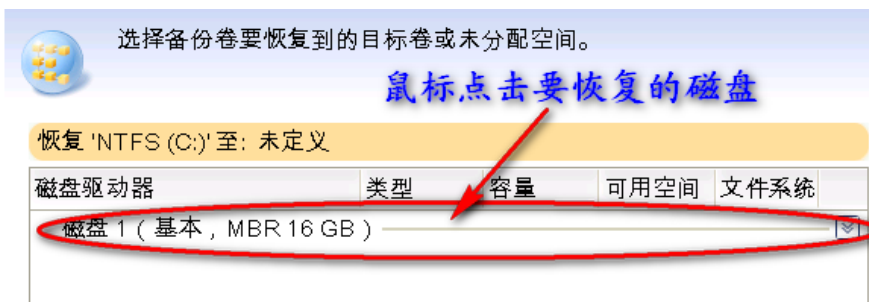 选择备份卷要恢复到的目标卷或未分配空间。
鼠标点击要恢复的磁盘
恢复 'NTFS (C:)' 至: 未定义
磁盘驱动器 类型 容量 可用空间 文件系统
磁盘 1 ( 基本 , MBR 16 GB )